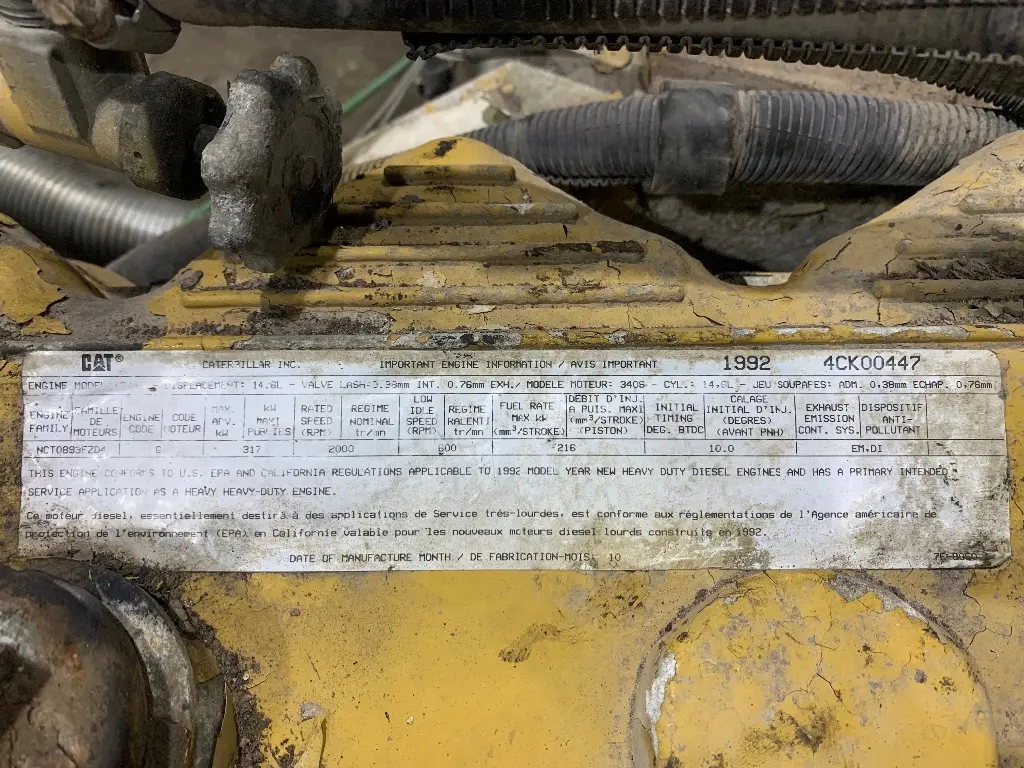 CAT® CATERPILLAR INC. IMPORTANT ENGINE INFORMATION / AVIS IMPORTANT 1992 4CK00447
ENGINE MODEL DISPLACEMENT: 14.6L - VALVE LASH: 0.38mm INT. 0.76mm EXH./ MODELE MOTEUR: 3406 - CYL.: 14.6L - JEU SOUPAPES: ADM. 0.38mm ECHAP. 0.76mm
ENGINE FAMILY
FAMILLE DE MOTEURS
ENGINE CODE
CODE MOTEUR
MAX. kW
kW MAXI
RATED SPEED (RPM)
REGIME NOMINAL tr/mn
LOW IDLE SPEED (RPM)
REGIME RALENTI tr/mn
FUEL RATE MAX kW (mm³/STROKE)
DEBIT D'INJ. A PUIS. MAXI (mm³/STROKE) (PISTON)
INITIAL TIMING DEG. BTDC
CALAGE INITIAL D'INJ. (DEGRES) (AVANT PNH)
EXHAUST EMISSION CONT. SYS.
DISPOSITIF ANTI-POLLUTANT
NCT0893FZD4 317 2000 600 216 10.0 EM.DI
THIS ENGINE CONFORMS TO U.S. EPA AND CALIFORNIA REGULATIONS APPLICABLE TO 1992 MODEL YEAR NEW HEAVY DUTY DIESEL ENGINES AND HAS A PRIMARY INTENDED
SERVICE APPLICATION AS A HEAVY HEAVY-DUTY ENGINE.
Ce moteur diesel, essentiellement destiné à des applications de Service trés-lourdes, est conforme aux réglementations de l'Agence américaine de
protection de l'environnement (EPA) en Californie valable pour les nouveaux moteurs diesel lourds construits en 1992.
DATE OF MANUFACTURE MONTH / DE FABRICATION-MOIS: 10